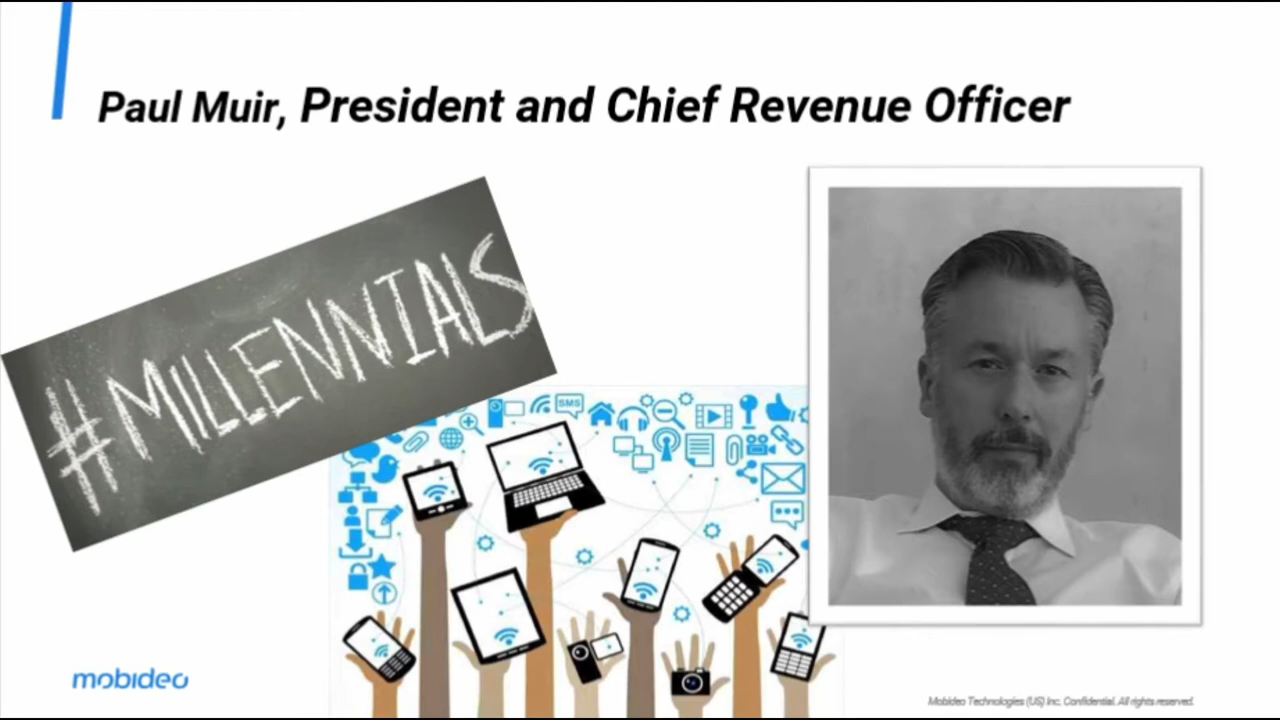 Paul Muir, President and Chief Revenue Officer
#MILLENNIALS
SMS
mobideo
Mobideo Technologies (US) Inc, Confidential. All rights reserved.